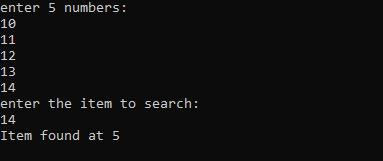 enter 5 numbers:
10
11
12
13
14
enter the item to search:
14
Item found at 5